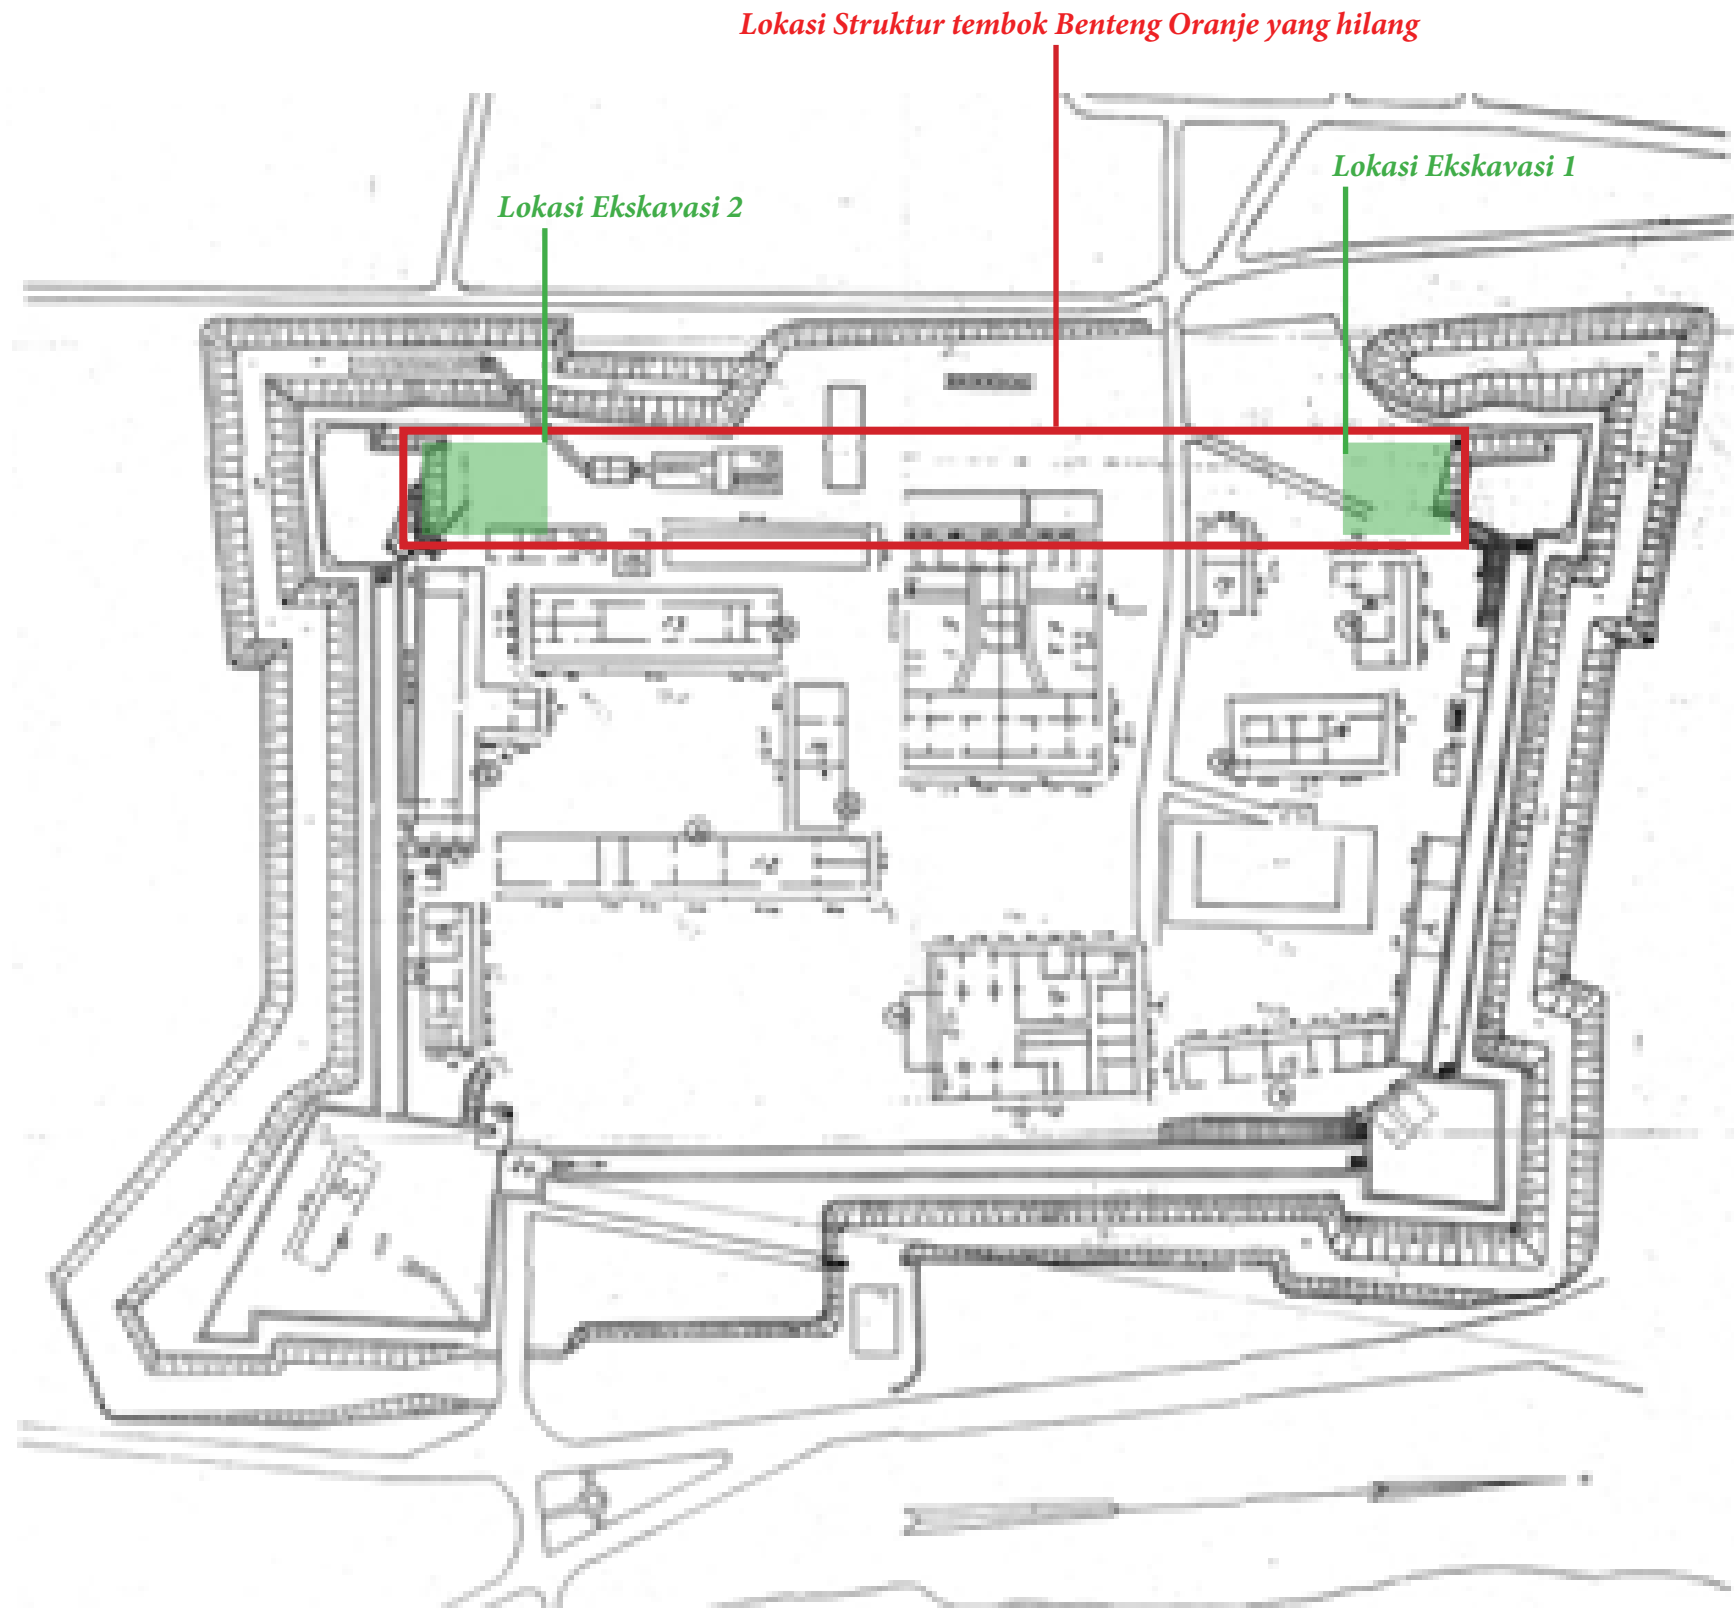 Lokasi Struktur tembok Benteng Oranje yang hilang
Lokasi Ekskavasi 1
Lokasi Ekskavasi 2